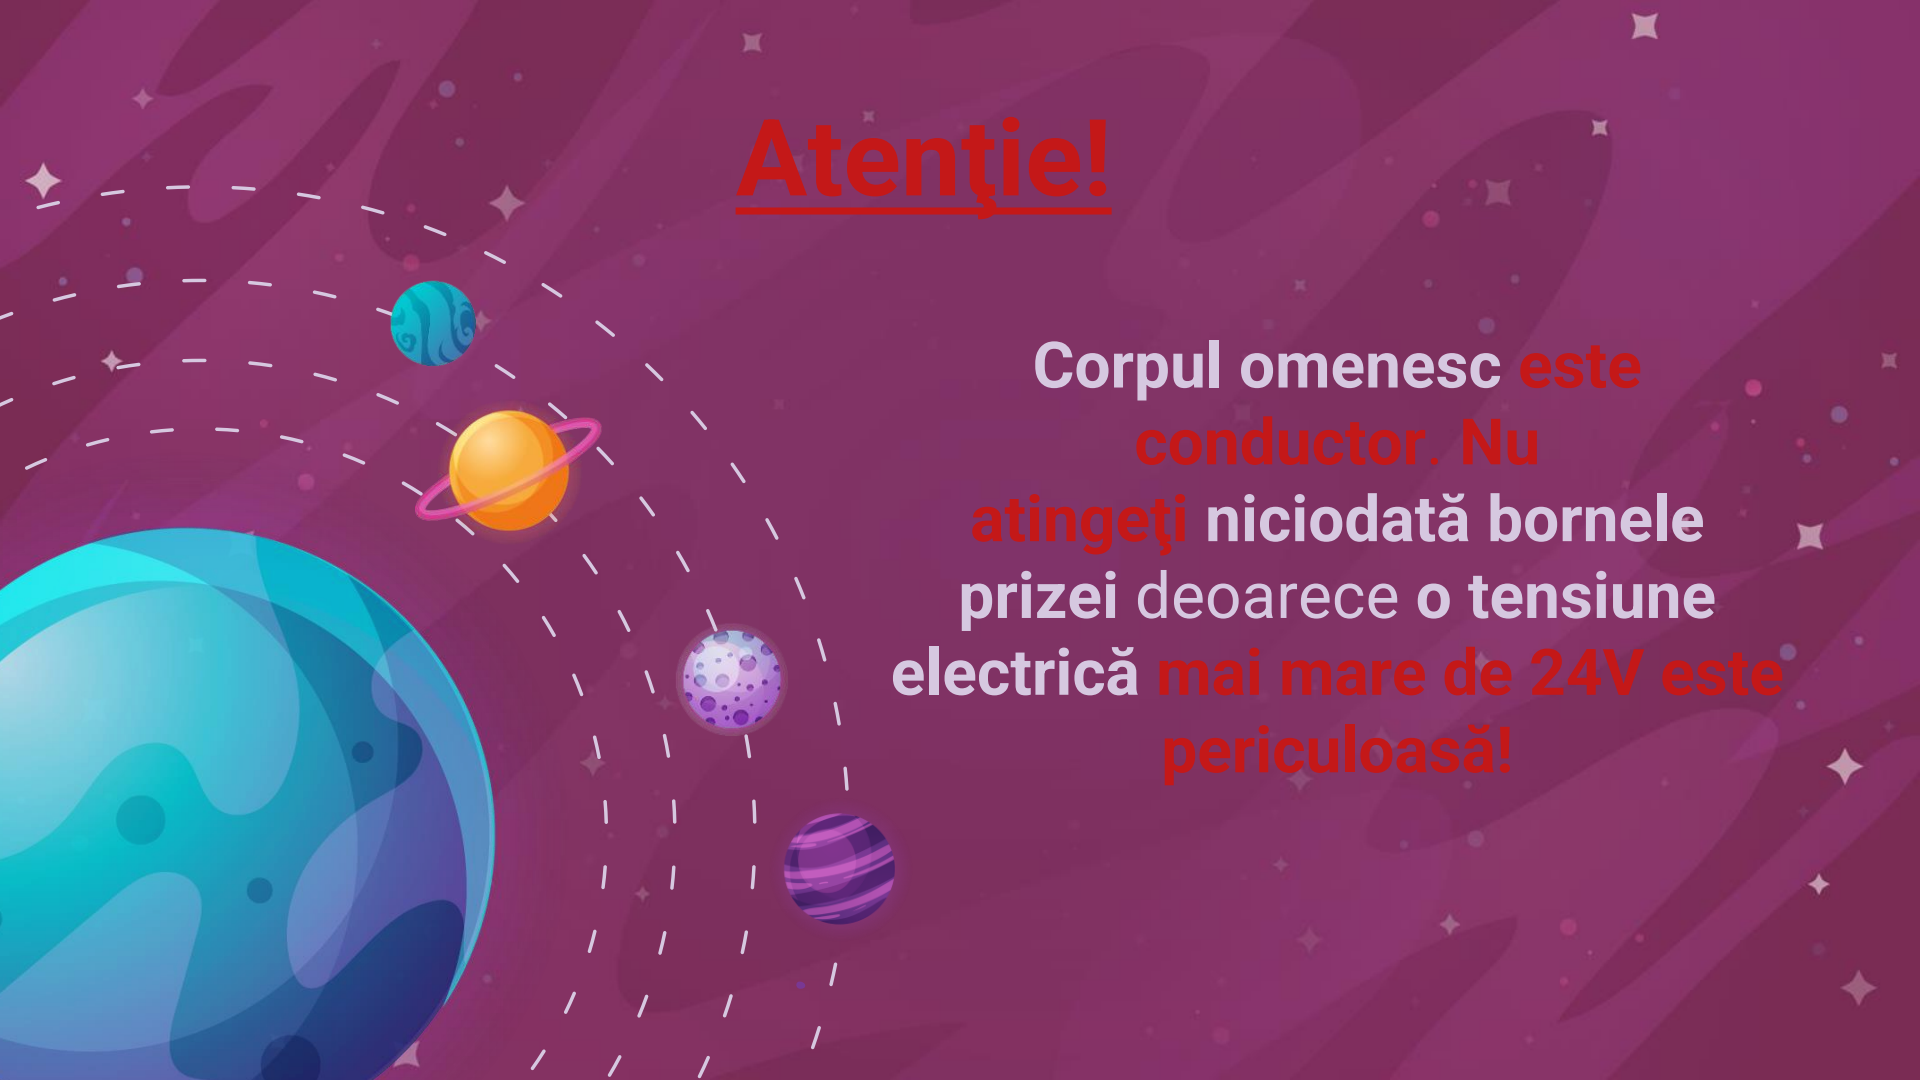 Atenţie!
Corpul omenesc este
conductor. Nu
atingeţi niciodată bornele
prizei deoarece o tensiune
electrică mai mare de 24V este
periculoasă!